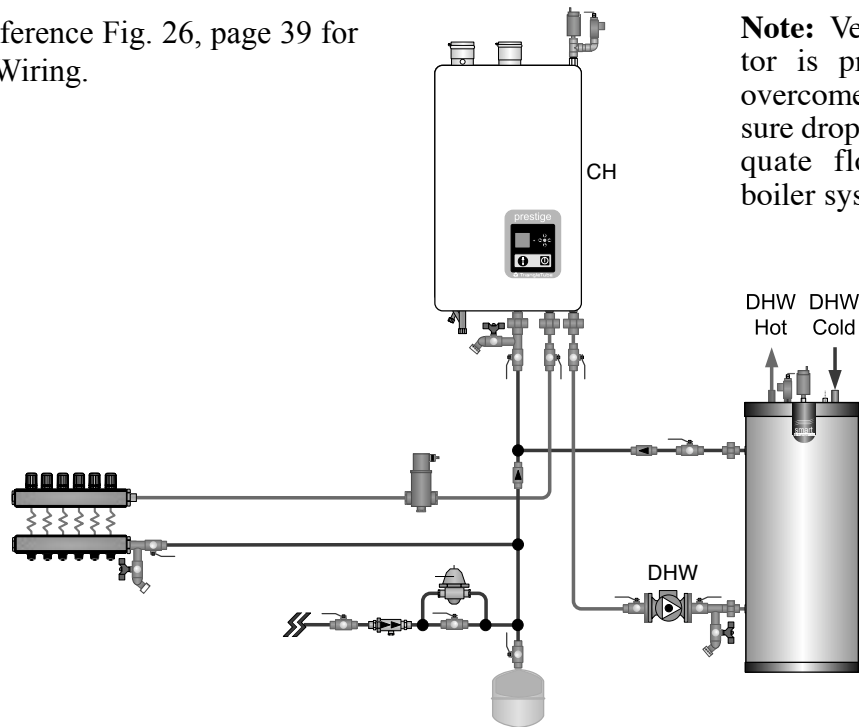 ference Fig. 26, page 39 for
Wiring.
Note: Ve
tor is pr
overcome
sure drop
quate flo
boiler sys
CH
prestige
DHW DHW
Hot Cold
smart
DHW